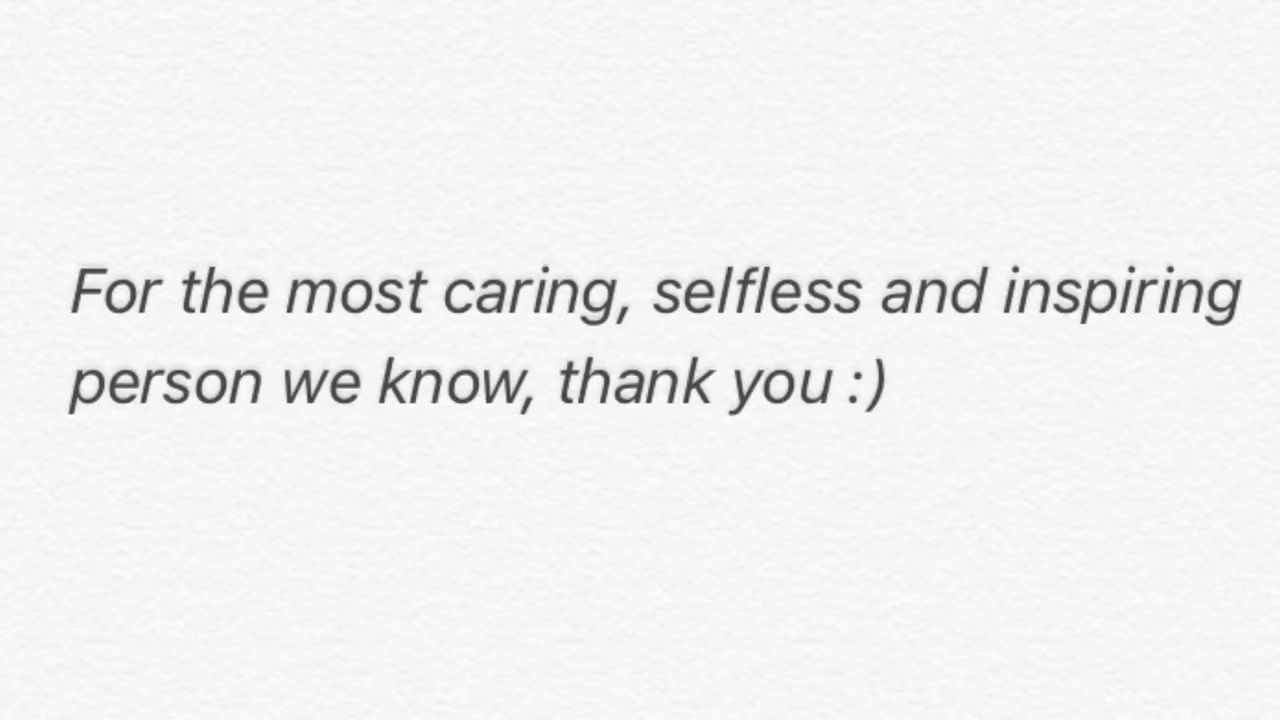 For the most caring, selfless and inspiring
person we know, thank you :)